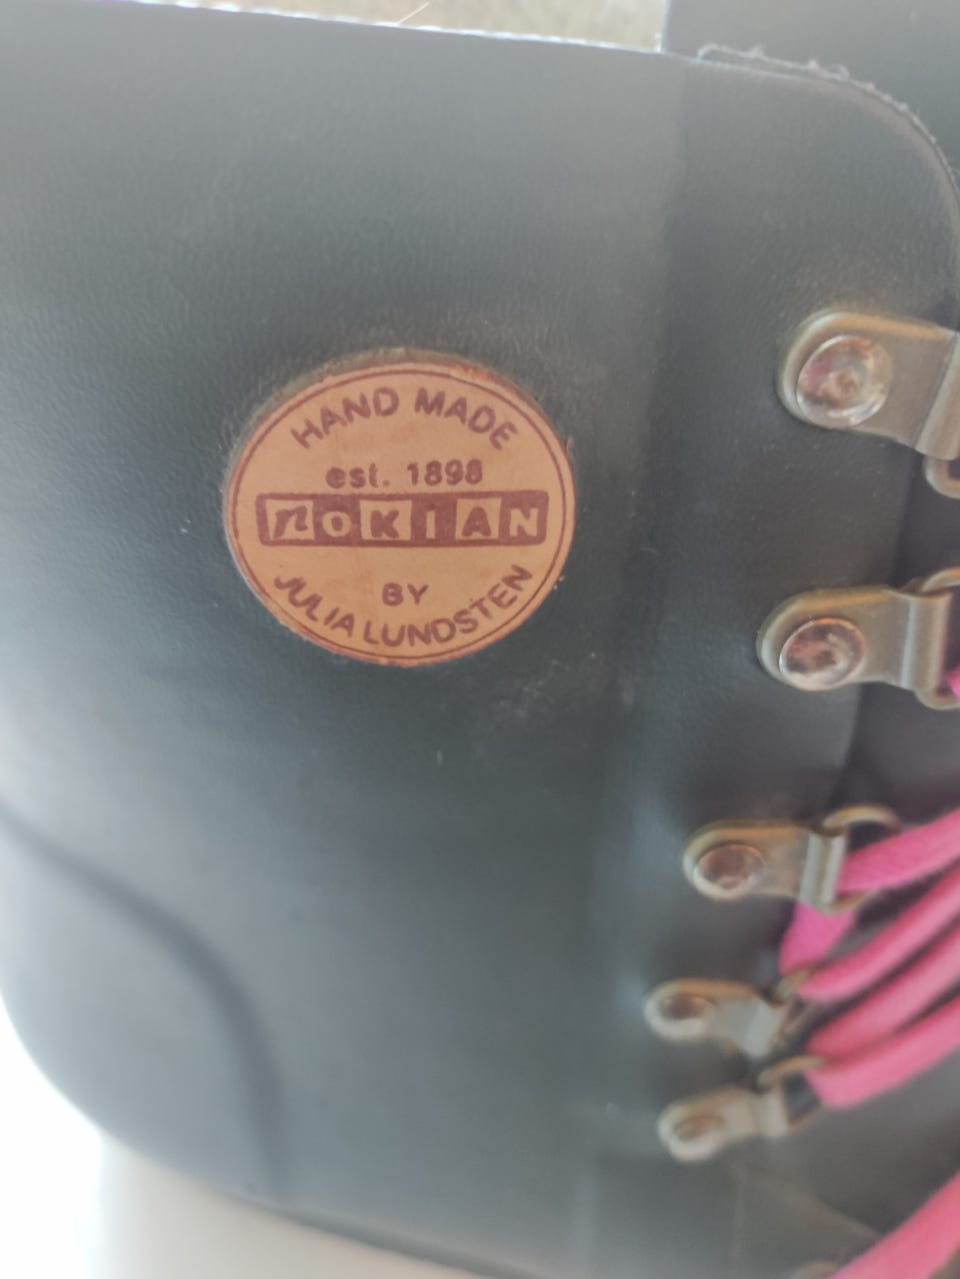 HAND MADE
est. 1898
nOKIAN
BY
JULIA LUNDSTEN